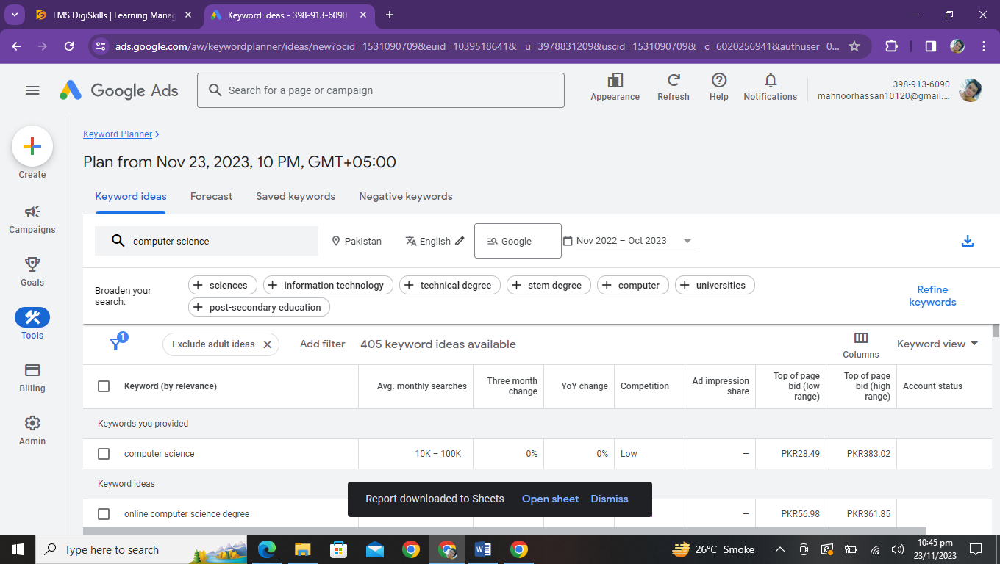 LMS DigiSkills | Learning Manag
Keyword ideas - 398-913-6090
ads.google.com/aw/keywordplanner/ideas/new?ocid=1531090709&euid=1039518641&__u=3978831209&uscid=1531090709&__c=6020256941&authuser=0...
Google Ads
Search for a page or campaign
Appearance
Refresh
Help
Notifications
398-913-6090
mahnoorhassan10120@gmail....
Create
Campaigns
Goals
Tools
Billing
Admin
Keyword Planner
Plan from Nov 23, 2023, 10 PM, GMT+05:00
Keyword ideas Forecast Saved keywords Negative keywords
computer science Pakistan English Google Nov 2022 – Oct 2023
Broaden your
search:
sciences information technology technical degree stem degree computer universities
post-secondary education
Refine
keywords
1
Exclude adult ideas Add filter 405 keyword ideas available
Columns
Keyword view
Keyword (by relevance)
Avg. monthly searches
Three month
change
YoY change
Competition
Ad impression
share
Top of page
bid (low
range)
Top of page
bid (high
range)
Account status
Keywords you provided
computer science 10K – 100K 0% 0% Low — PKR28.49 PKR383.02
Keyword ideas
online computer science degree — PKR56.98 PKR361.85
Report downloaded to Sheets Open sheet Dismiss
Type here to search
26°C Smoke
10:45 pm
23/11/2023